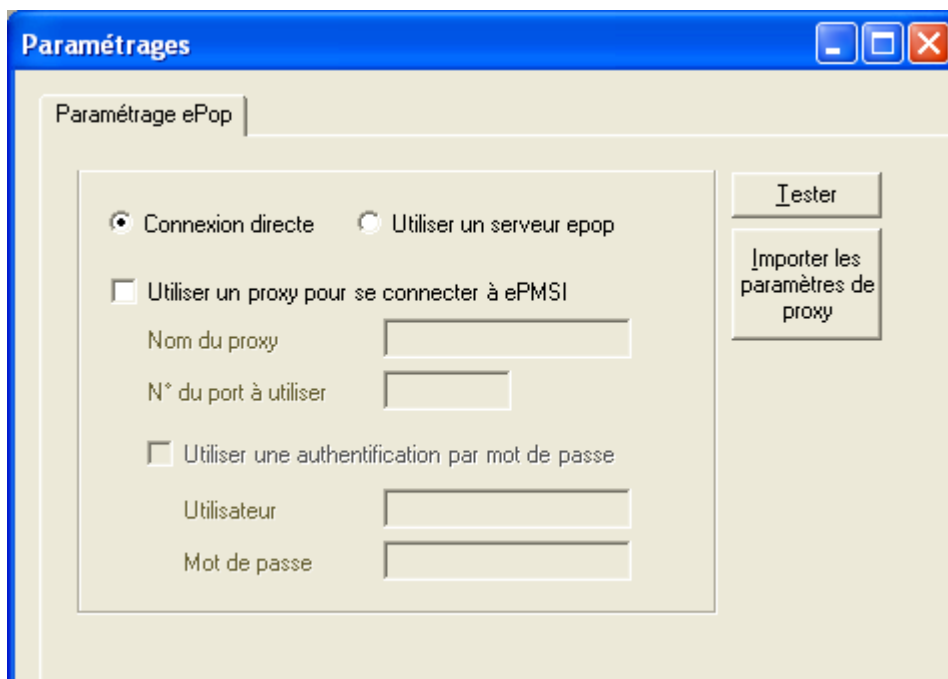 Paramétrages
Paramétrage ePop
Connexion directe
Utiliser un serveur epop
Tester
Importer les
paramètres de
proxy
Utiliser un proxy pour se connecter à ePMSI
Nom du proxy
N° du port à utiliser
Utiliser une authentification par mot de passe
Utilisateur
Mot de passe